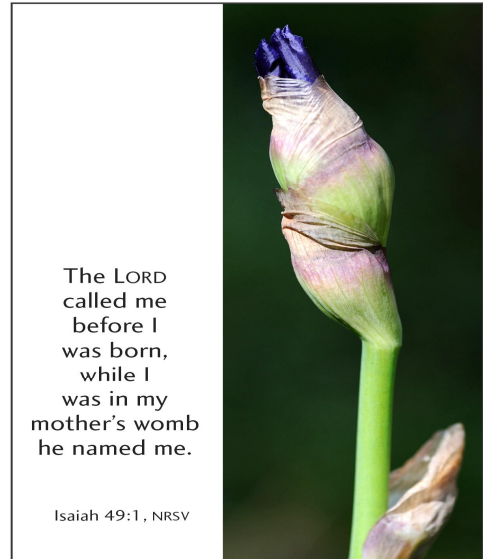 The LORD
called me
before I
was born,
while I
was in my
mother's womb
he named me.
Isaiah 49:1, NRSV